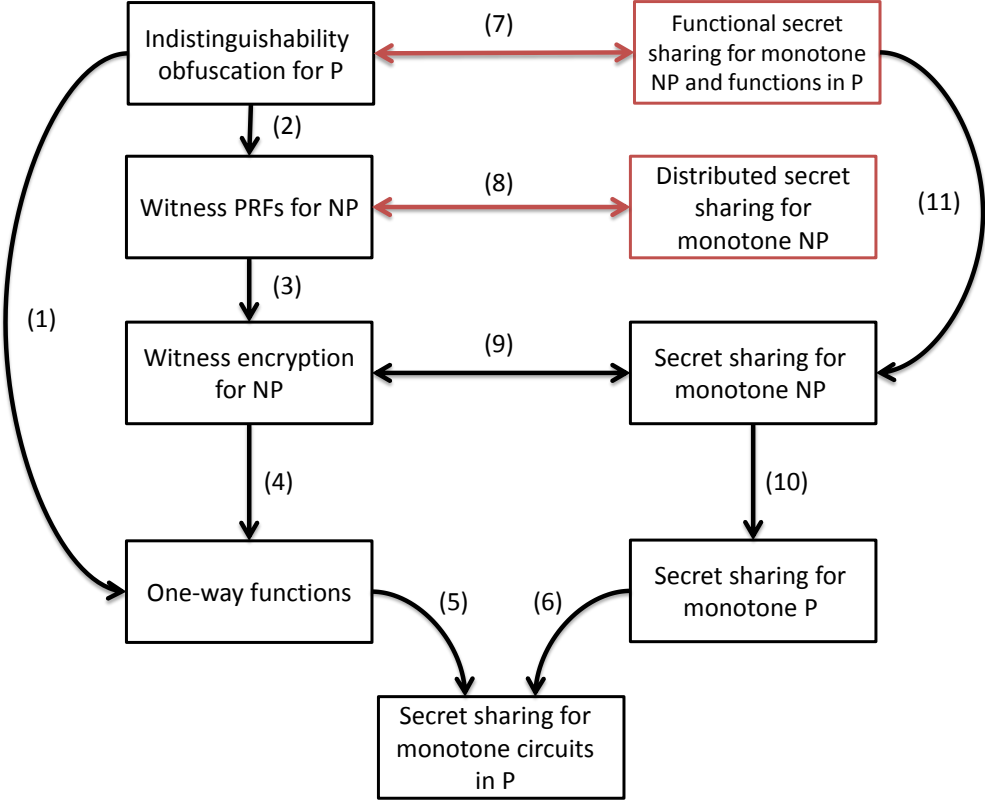 Indistinguishability
obfuscation for P
(7)
Functional secret
sharing for monotone
NP and functions in P
(2)
Witness PRFs for NP
(8)
Distributed secret
sharing for
monotone NP
(11)
(3)
(1)
Witness encryption
for NP
(9)
Secret sharing for
monotone NP
(4)
(10)
One-way functions
(5)
(6)
Secret sharing for
monotone P
Secret sharing for
monotone circuits
in P